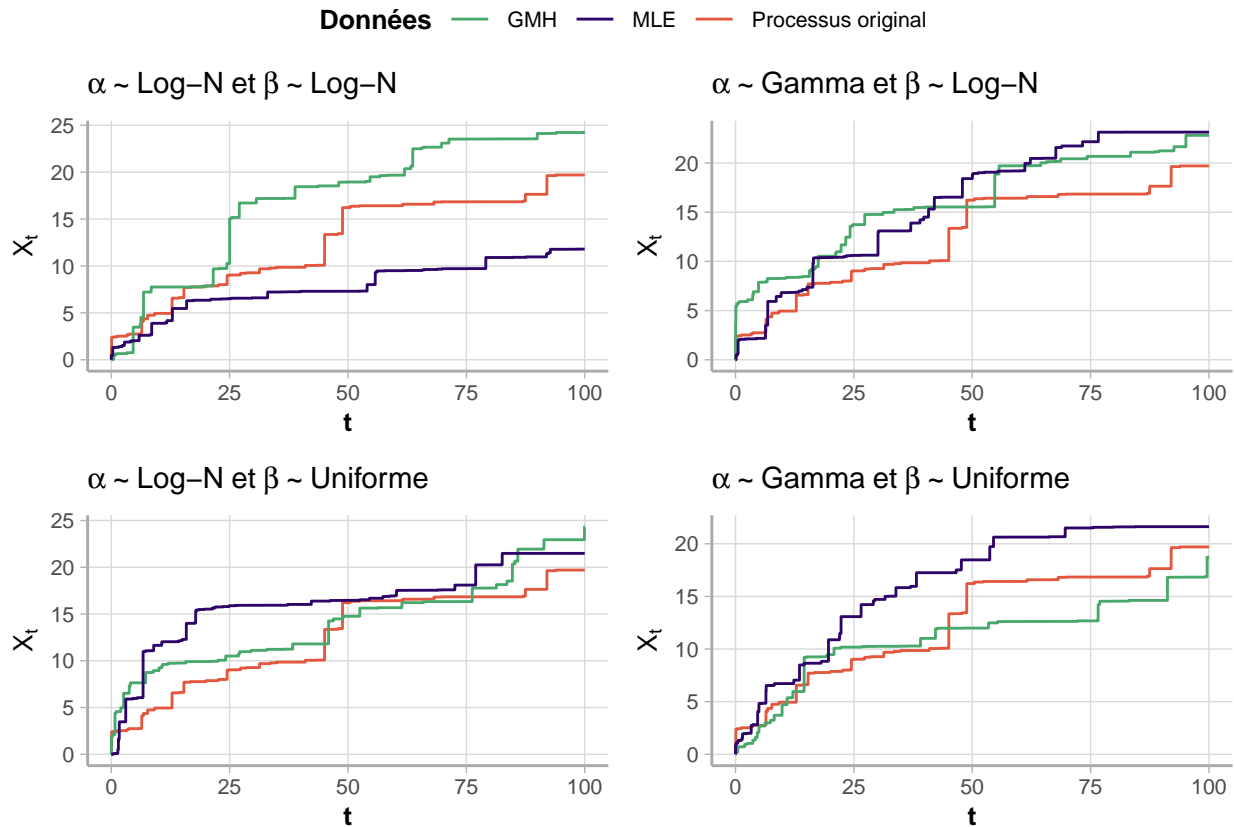 Données GMH MLE Processus original
α ~ Log−N et β ~ Log−N
25
20
15
10
5
0
X_t
0 25 50 75 100
t
α ~ Gamma et β ~ Log−N
20
15
10
5
0
X_t
0 25 50 75 100
t
α ~ Log−N et β ~ Uniforme
25
20
15
10
5
0
X_t
0 25 50 75 100
t
α ~ Gamma et β ~ Uniforme
20
15
10
5
0
X_t
0 25 50 75 100
t